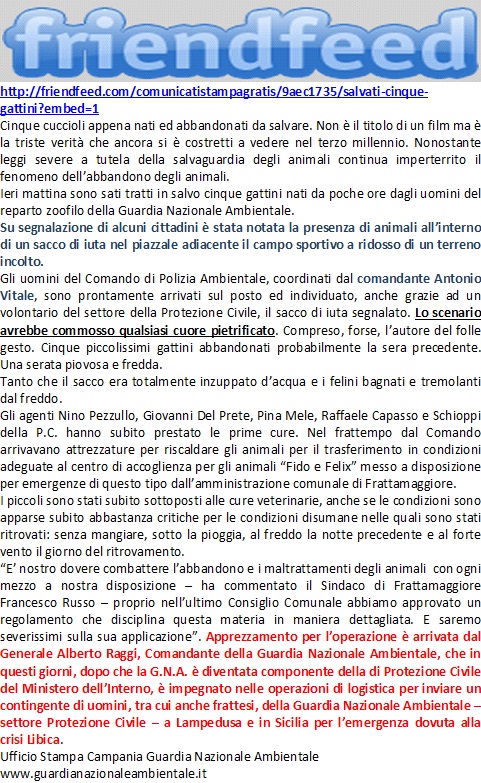 friendfeed
http://friendfeed.com/comunicatistampagratis/9aec1735/salvati-cinque-
gattini?embed=1
Cinque cuccioli appena nati ed abbandonati da salvare. Non è il titolo di un film ma è
la triste verità che ancora si è costretti a vedere nel terzo millennio. Nonostante
leggi severe a tutela della salvaguardia degli animali continua imperterrito il
fenomeno dell'abbandono degli animali.
Ieri mattina sono sati tratti in salvo cinque gattini nati da poche ore dagli uomini del
reparto zoofilo della Guardia Nazionale Ambientale.
Su segnalazione di alcuni cittadini è stata notata la presenza di animali all'interno
di un sacco di iuta nel piazzale adiacente il campo sportivo a ridosso di un terreno
incolto.
Gli uomini del Comando di Polizia Ambientale, coordinati dal comandante Antonio
Vitale, sono prontamente arrivati sul posto ed individuato, anche grazie ad un
volontario del settore della Protezione Civile, il sacco di iuta segnalato. Lo scenario
avrebbe commosso qualsiasi cuore pietrificato. Compreso, forse, l'autore del folle
gesto. Cinque piccolissimi gattini abbandonati probabilmente la sera precedente.
Una serata piovosa e fredda.
Tanto che il sacco era totalmente inzuppato d'acqua e i felini bagnati e tremolanti
dal freddo.
Gli agenti Nino Pezzullo, Giovanni Del Prete, Pina Mele, Raffaele Capasso e Schioppi
della P.C. hanno subito prestato le prime cure. Nel frattempo dal Comando
arrivavano attrezzature per riscaldare gli animali per il trasferimento in condizioni
adeguate al centro di accoglienza per gli animali "Fido e Felix" messo a disposizione
per emergenze di questo tipo dall'amministrazione comunale di Frattamaggiore.
I piccoli sono stati subito sottoposti alle cure veterinarie, anche se le condizioni sono
apparse subito abbastanza critiche per le condizioni disumane nelle quali sono stati
ritrovati: senza mangiare, sotto la pioggia, al freddo la notte precedente e al forte
vento il giorno del ritrovamento.
"E' nostro dovere combattere l'abbandono e i maltrattamenti degli animali con ogni
mezzo a nostra disposizione – ha commentato il Sindaco di Frattamaggiore
Francesco Russo – proprio nell'ultimo Consiglio Comunale abbiamo approvato un
regolamento che disciplina questa materia in maniera dettagliata. E saremo
severissimi sulla sua applicazione". Apprezzamento per l'operazione è arrivata dal
Generale Alberto Raggi, Comandante della Guardia Nazionale Ambientale, che in
questi giorni, dopo che la G.N.A. è diventata componente della di Protezione Civile
del Ministero dell'Interno, è impegnato nelle operazioni di logistica per inviare un
contingente di uomini, tra cui anche frattesi, della Guardia Nazionale Ambientale –
settore Protezione Civile – a Lampedusa e in Sicilia per l'emergenza dovuta alla
crisi Libica.
Ufficio Stampa Campania Guardia Nazionale Ambientale
www.guardianazionaleambientale.it